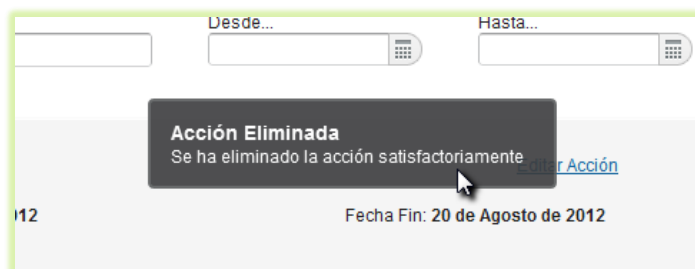 Desde...
Hasta...
Acción Eliminada
Se ha eliminado la acción satisfactoriamente
Editar Acción
012
Fecha Fin: 20 de Agosto de 2012